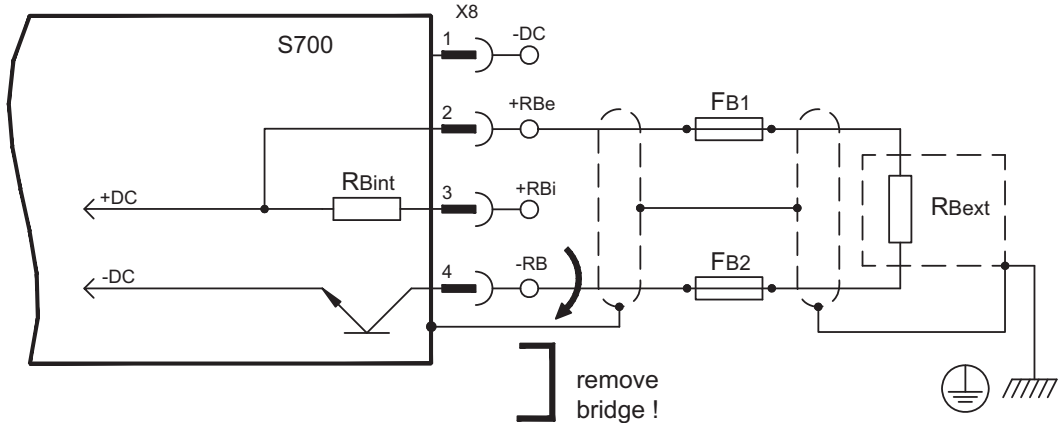 X8
S700
1
-DC
2
+RBe
FB1
+DC
RBint
3
+RBi
RBext
-DC
4
-RB
FB2
remove
bridge !